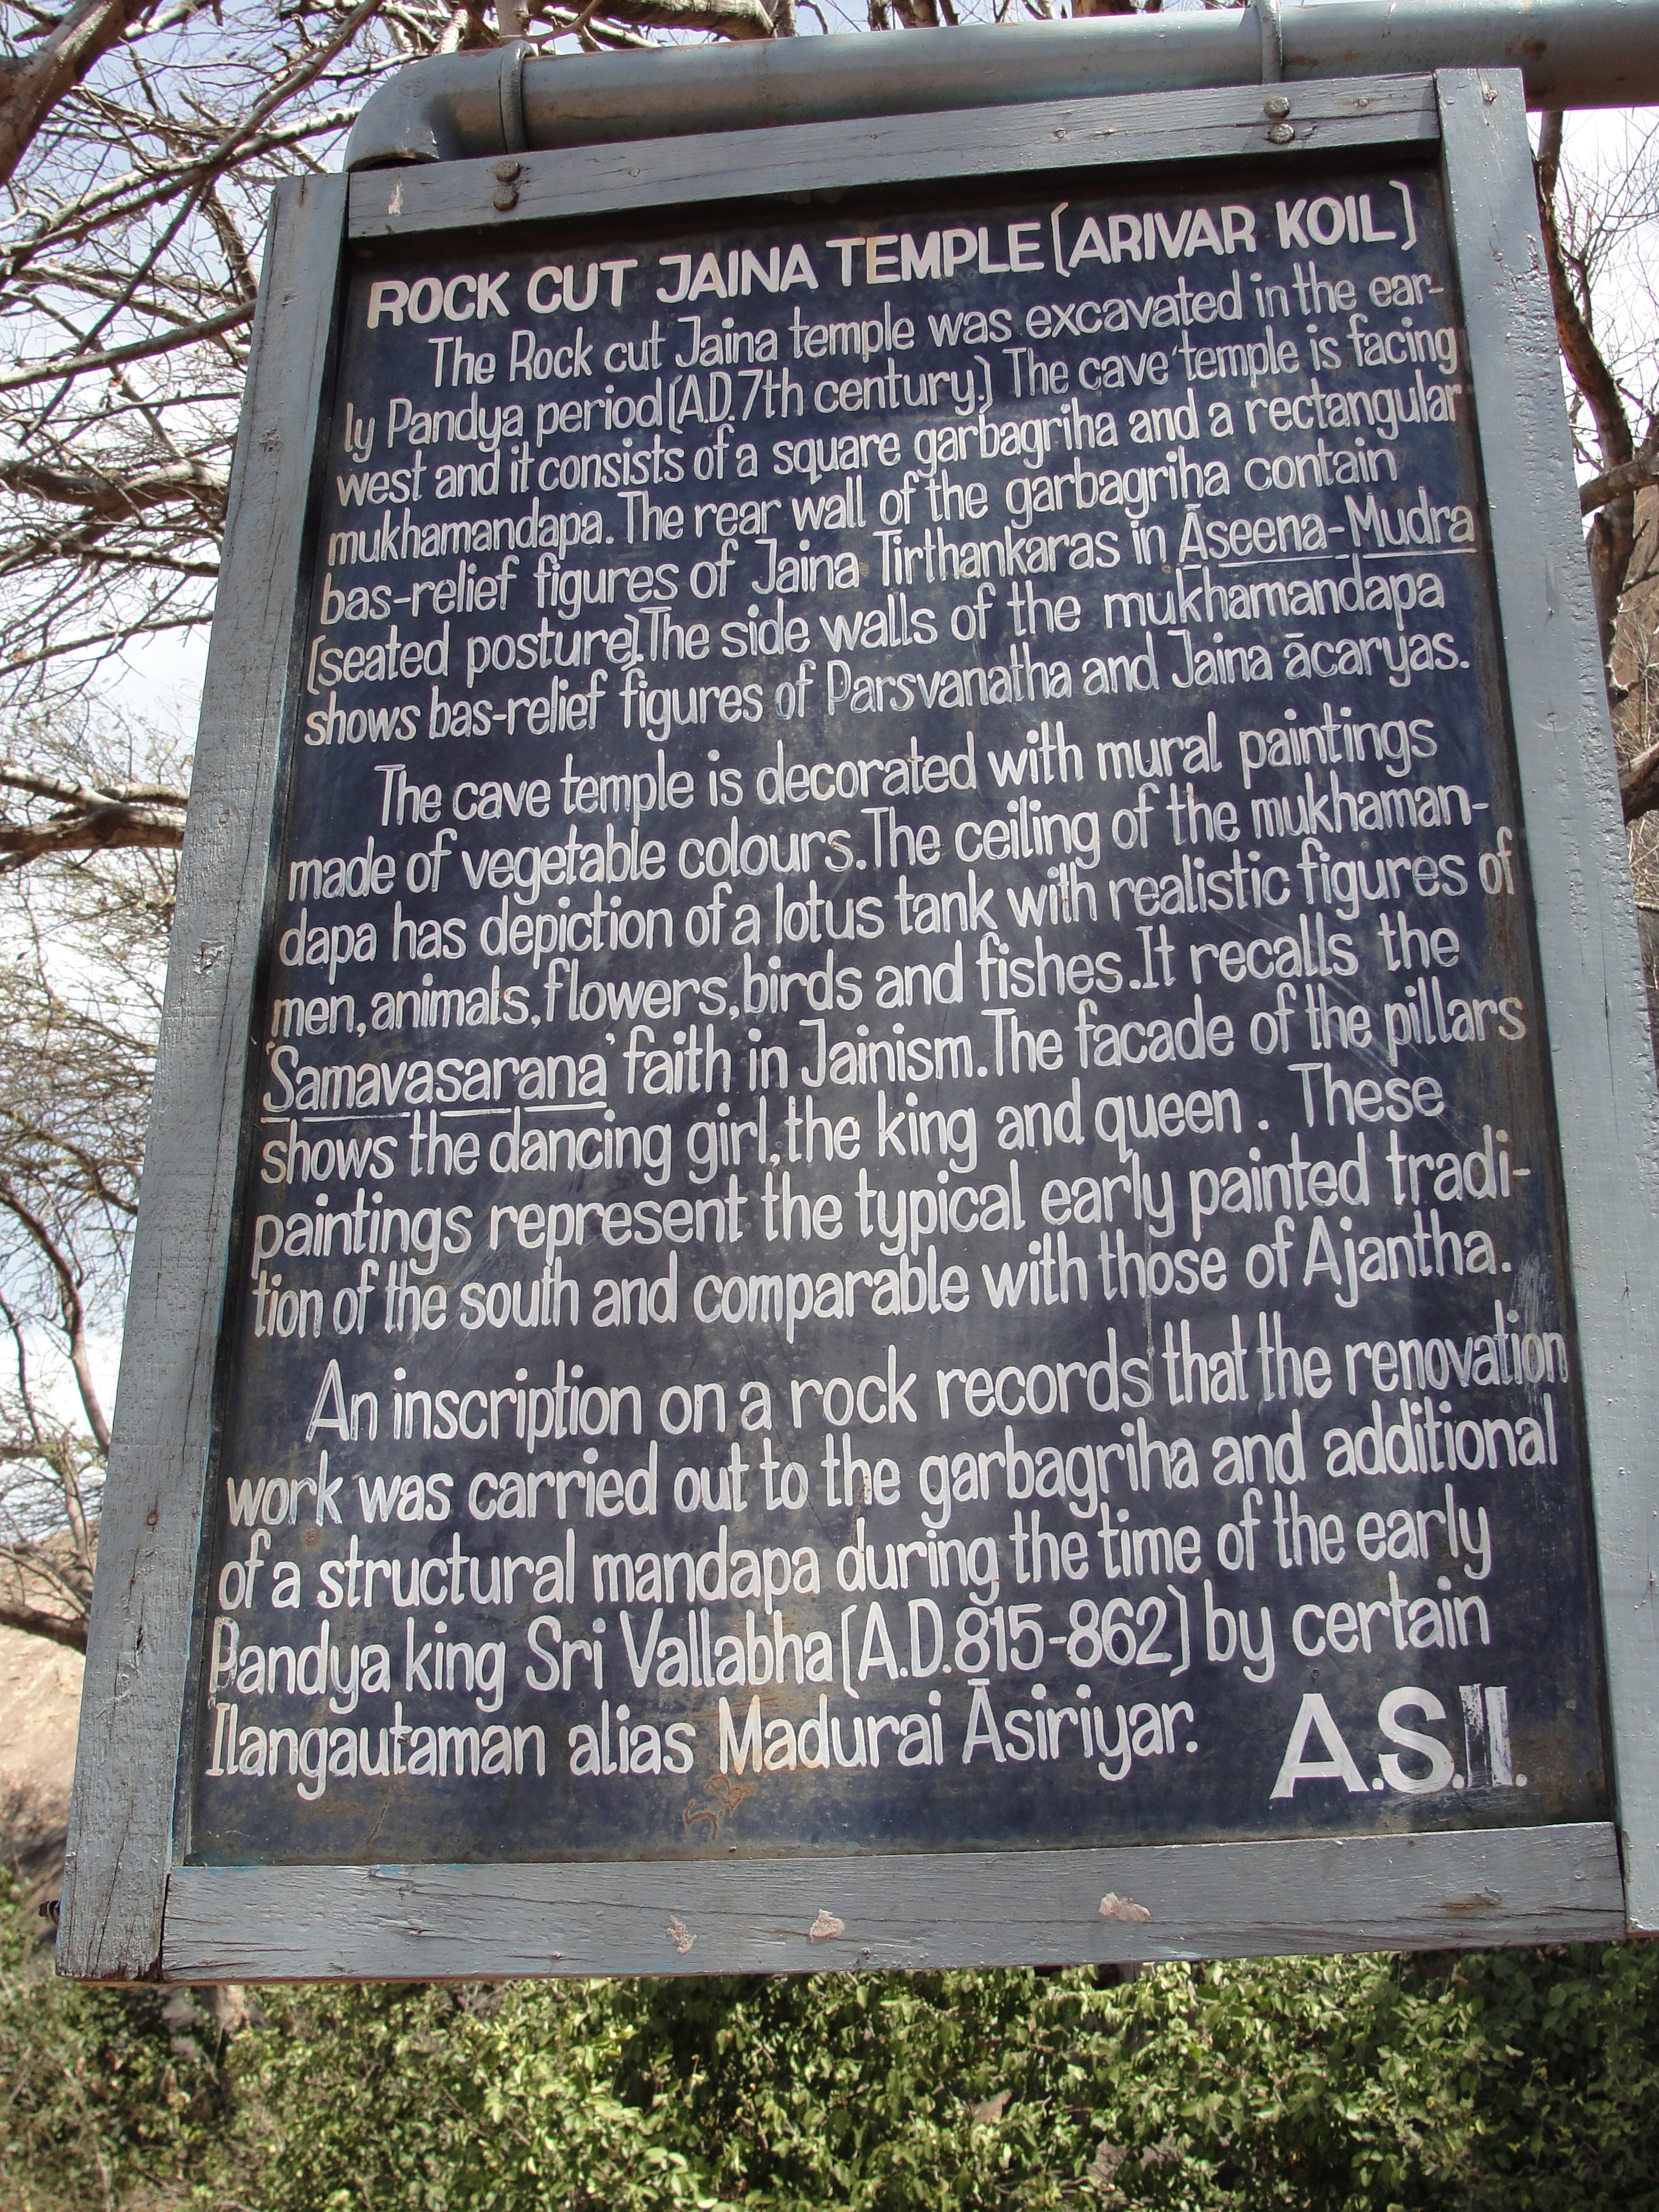 ROCK CUT JAINA TEMPLE (ARIVAR KOIL)
The Rock cut Jaina temple was excavated in the ear-
ly Pandya period (A.D. 7th century.) The cave temple is facing
west and it consists of a square garbagriha and a rectangular
mukhamandapa. The rear wall of the garbagriha contain
bas-relief figures of Jaina Tirthankaras in Āseena-Mudra
(seated posture). The side walls of the mukhamandapa
shows bas-relief figures of Parsvanatha and Jaina ācaryas.
The cave temple is decorated with mural paintings
made of vegetable colours. The ceiling of the mukhaman-
dapa has depiction of a lotus tank with realistic figures of
men, animals, flowers, birds and fishes. It recalls the
'Samavasarana' faith in Jainism. The facade of the pillars
shows the dancing girl, the king and queen. These
paintings represent the typical early painted tradi-
tion of the south and comparable with those of Ajantha.
An inscription on a rock records that the renovation
work was carried out to the garbagriha and additional
of a structural mandapa during the time of the early
Pandya king Sri Vallabha (A.D. 815-862) by certain
Ilangautaman alias Madurai Āsiriyar.
A.S.I.